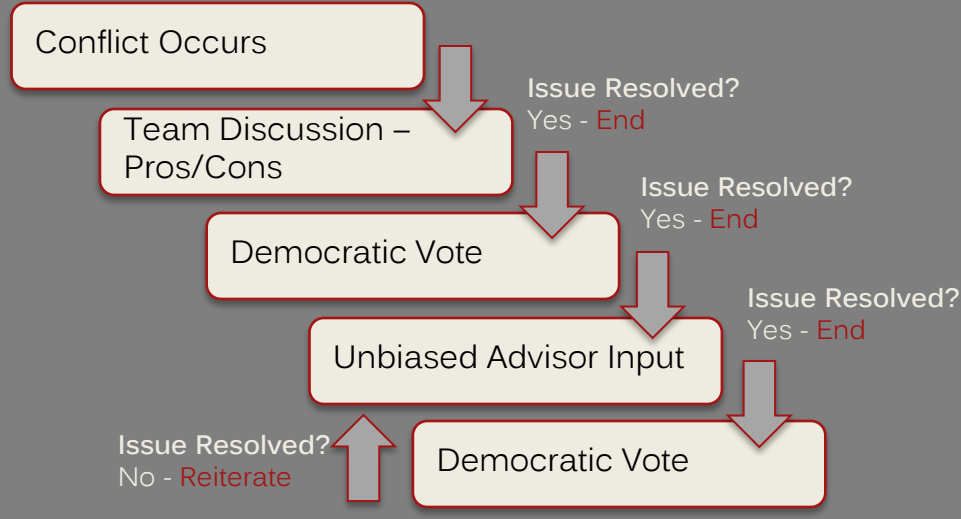 Conflict Occurs
Issue Resolved?
Yes - End
Team Discussion –
Pros/Cons
Issue Resolved?
Yes - End
Democratic Vote
Issue Resolved?
Yes - End
Unbiased Advisor Input
Issue Resolved?
No - Reiterate
Democratic Vote